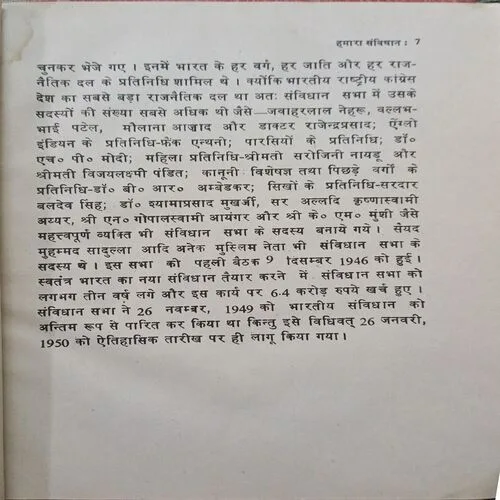 हमारा संविधान : 7
चुनकर भेजे गए । इनमें भारत के हर वर्ग, हर जाति और हर राज-
नैतिक दल के प्रतिनिधि शामिल थे । क्योंकि भारतीय राष्ट्रीय कांग्रेस
देश का सबसे बड़ा राजनैतिक दल था अतः संविधान सभा में उसके
सदस्यों की संख्या सबसे अधिक थी जैसे—जवाहरलाल नेहरू, वल्लभ-
भाई पटेल, मौलाना आज़ाद और डाक्टर राजेन्द्रप्रसाद; ऐंग्लो
इंडियन के प्रतिनिधि-फ्रेंक एन्थनी; पारसियों के प्रतिनिधि; डॉ०
एच० पी० मोदी; महिला प्रतिनिधि-श्रीमती सरोजिनी नायडू और
श्रीमती विजयलक्ष्मी पंडित; कानूनी विशेषज्ञ तथा पिछड़े वर्गों के
प्रतिनिधि-डॉ० बी० आर० अम्बेडकर; सिखों के प्रतिनिधि-सरदार
बलदेव सिंह; डॉ० श्यामाप्रसाद मुखर्जी, सर अल्लादि कृष्णास्वामी
अय्यर, श्री एन० गोपालस्वामी आयंगर और श्री के० एम० मुंशी जैसे
महत्त्वपूर्ण व्यक्ति भी संविधान सभा के सदस्य बनाये गये । सैयद
मुहम्मद सादुल्ला आदि अनेक मुस्लिम नेता भी संविधान सभा के
सदस्य थे । इस सभा को पहली बैठक 9 दिसम्बर 1946 को हुई ।
स्वतंत्र भारत का नया संविधान तैयार करने में संविधान सभा को
लगभग तीन वर्ष लगे और इस कार्य पर 6.4 करोड़ रुपये खर्च हुए ।
संविधान सभा ने 26 नवम्बर, 1949 को भारतीय संविधान को
अन्तिम रूप से पारित कर किया था किन्तु इसे विधिवत् 26 जनवरी,
1950 को ऐतिहासिक तारीख पर ही लागू किया गया ।